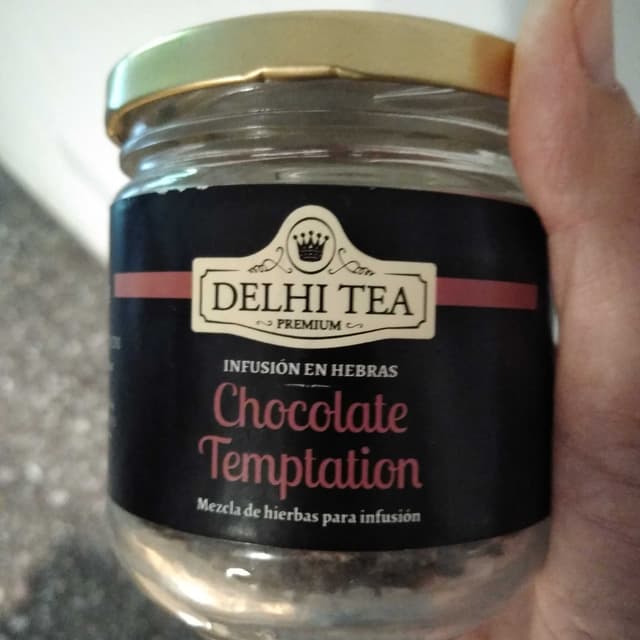 DELHI TEA
PREMIUM
INFUSIÓN EN HEBRAS
Chocolate
Temptation
Mezcla de hierbas para infusión